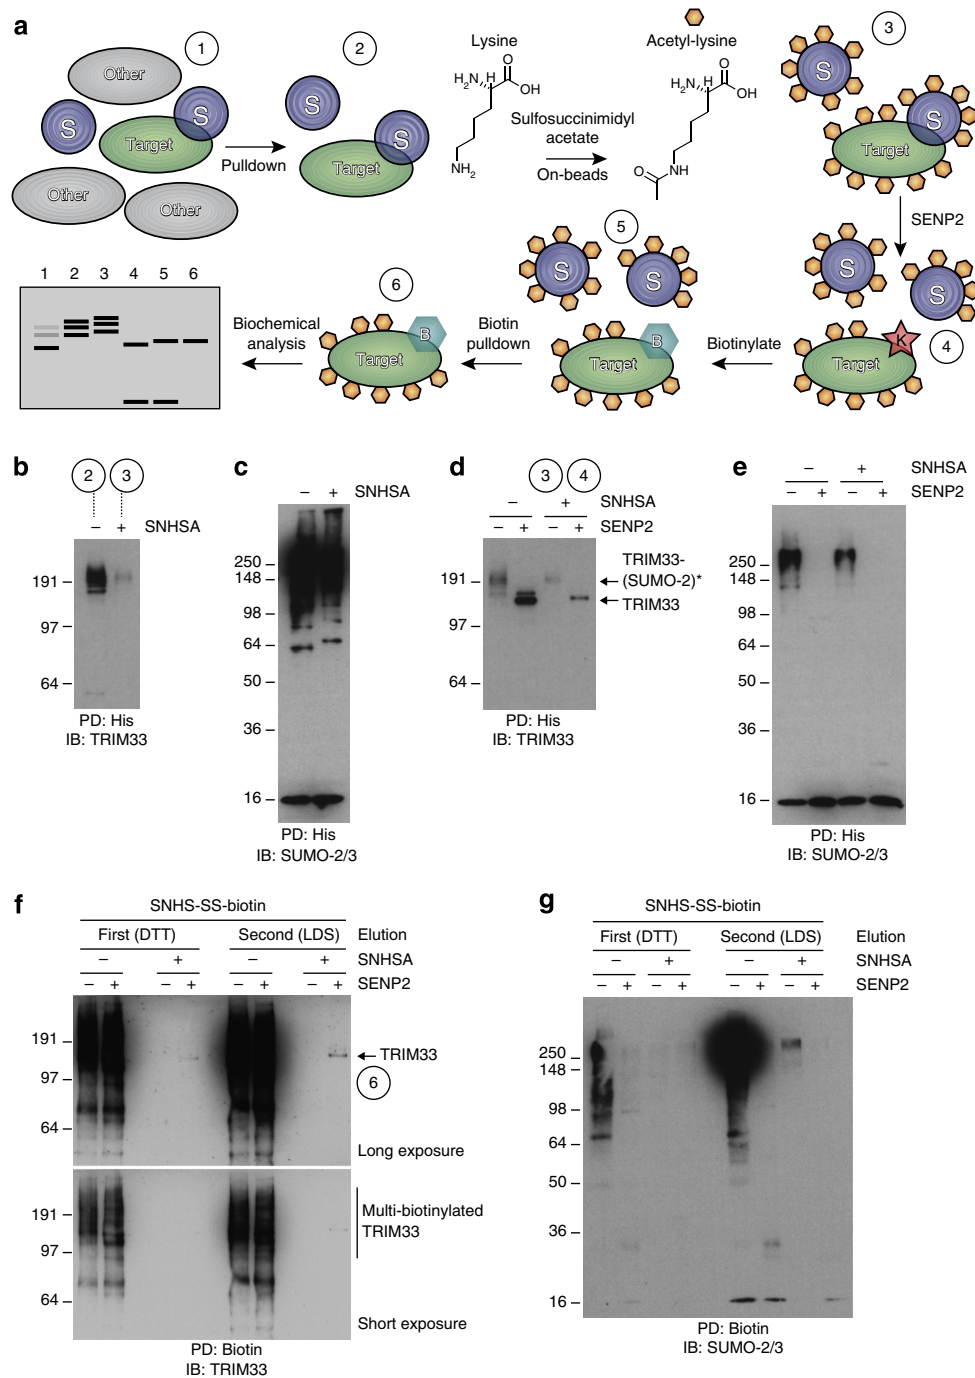 a
1
2
3
Other
S
S
Target
Other
Other
Pulldown
S
S
Target
Lysine
H₂N
H
O
OH
NH₂
Sulfosuccinimidyl
acetate
On-beads
Acetyl-lysine
H₂N
H
O
OH
O
NH
S
S
Target
SENP2
S
S
K
Target
4
Biotinylate
5
S
S
B
Target
Biotin
pulldown
6
B
Target
Biochemical
analysis
1 2 3 4 5 6
b
2 3
– + SNHSA
191
97
64
PD: His
IB: TRIM33
c
– + SNHSA
250
148
98
64
50
36
16
PD: His
IB: SUMO-2/3
d
3 4
– + SNHSA
– + – + SENP2
191
97
64
TRIM33-
(SUMO-2)*
TRIM33
PD: His
IB: TRIM33
e
– + SNHSA
– + – + SENP2
250
148
98
64
50
36
16
PD: His
IB: SUMO-2/3
f
SNHS-SS-biotin
First (DTT) Second (LDS) Elution
– + – + SNHSA
– + – + – + – + SENP2
191
97
64
TRIM33
6
Long exposure
191
97
64
Multi-biotinylated
TRIM33
Short exposure
PD: Biotin
IB: TRIM33
g
SNHS-SS-biotin
First (DTT) Second (LDS) Elution
– + – + SNHSA
– + – + – + – + SENP2
250
148
98
64
50
36
16
PD: Biotin
IB: SUMO-2/3